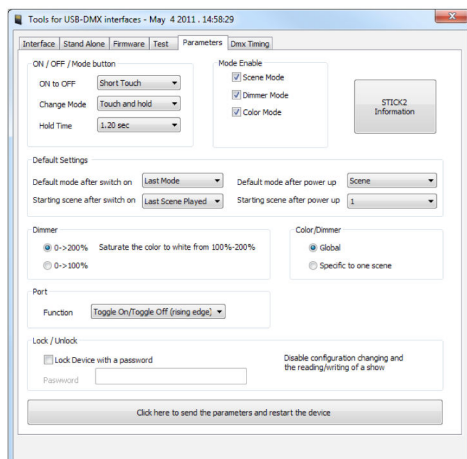 Tools for USB-DMX interfaces - May 4 2011 . 14:58:29
x
Interface Stand Alone Firmware Test Parameters Dmx Timing
ON / OFF / Mode button
ON to OFF Short Touch
Change Mode Touch and hold
Hold Time 1.20 sec
Mode Enable
Scene Mode
Dimmer Mode
Color Mode
STICK2
Information
Default Settings
Default mode after switch on Last Mode Default mode after power up Scene
Starting scene after switch on Last Scene Played Starting scene after power up 1
Dimmer
0->200% Saturate the color to white from 100%-200%
0->100%
Color/Dimmer
Global
Specific to one scene
Port
Function Toggle On/Toggle Off (rising edge)
Lock / Unlock
Lock Device with a password
Password
Disable configuration changing and
the reading/writing of a show
Click here to send the parameters and restart the device